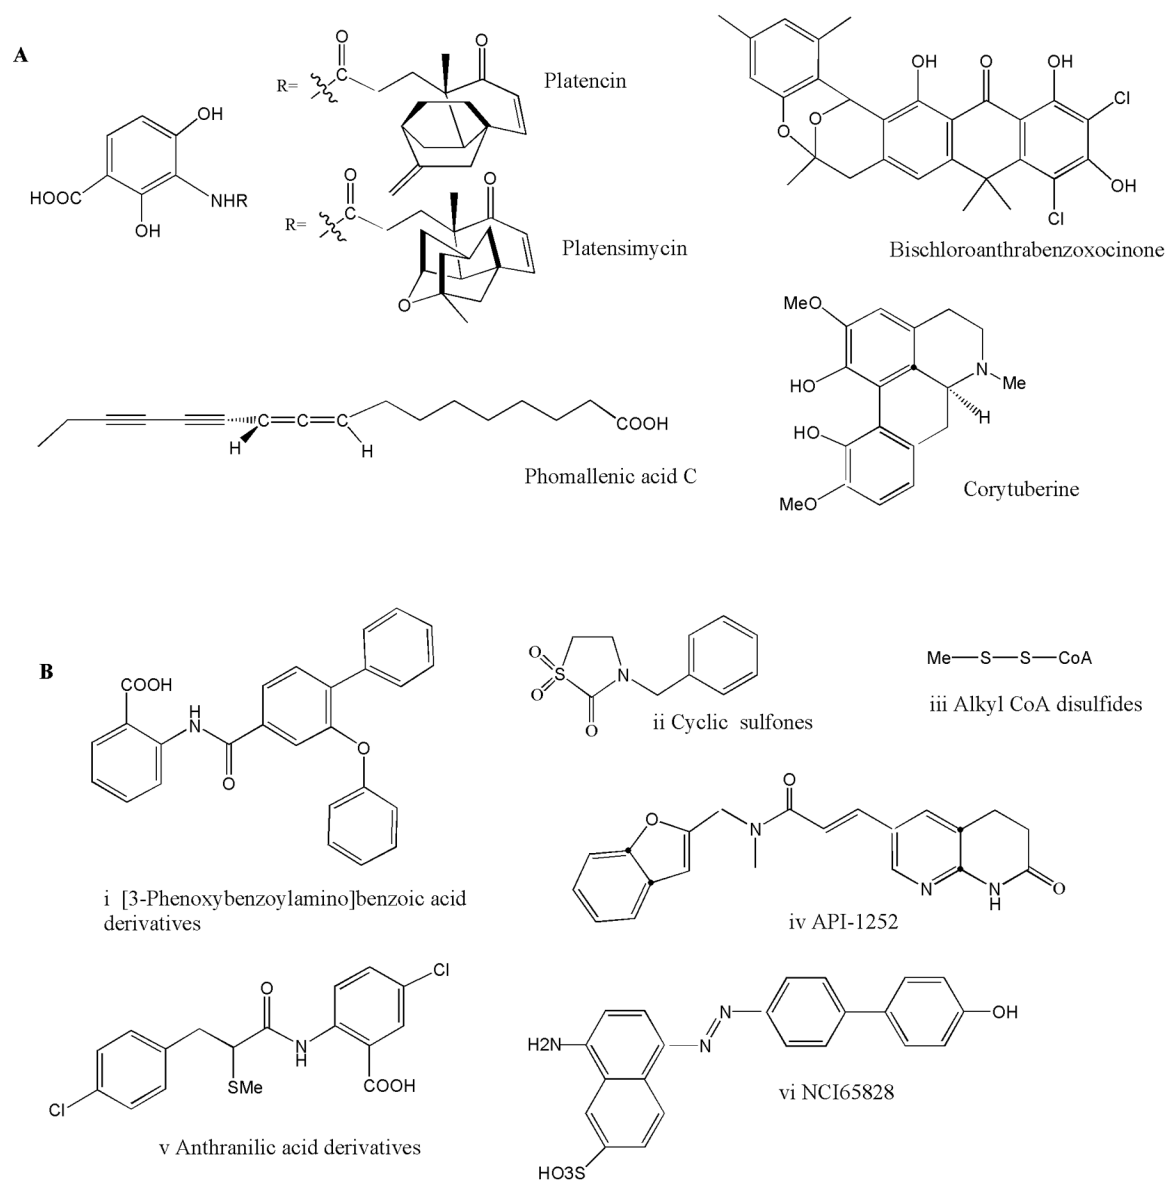 A
R=
O
C
O
Platencin
OH
HOOC
NHR
OH
R=
O
C
O
O
Platensimycin
OH
O
OH
Cl
O
O
OH
Cl
Bischloroanthrabenzoxocinone
C
C
C
H
H
COOH
Phomallenic acid C
MeO
HO
N
Me
H
HO
MeO
Corytuberine
B
COOH
H
N
O
O
i [3-Phenoxybenzoylamino]benzoic acid
derivatives
O
S
O
N
O
ii Cyclic sulfones
Me S S CoA
iii Alkyl CoA disulfides
O
O
N
N
N
H
O
iv API-1252
Cl
O
N
H
SMe
COOH
Cl
v Anthranilic acid derivatives
H2N
N
N
OH
HO3S
vi NCI65828